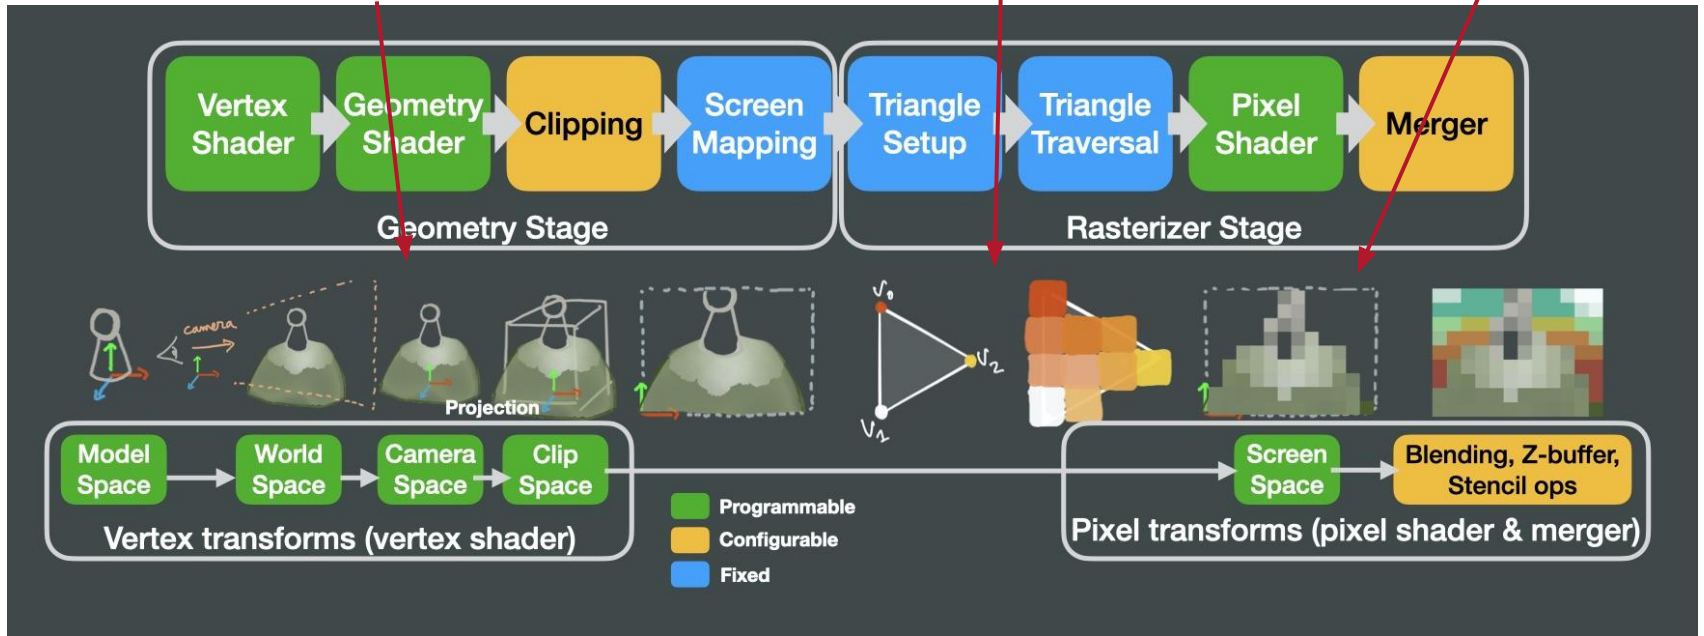 Vertex
Shader
Geometry
Shader
Clipping
Screen
Mapping
Triangle
Setup
Triangle
Traversal
Pixel
Shader
Merger
Geometry Stage
Rasterizer Stage
camera
Projection
V0
V2
V1
Model
Space
World
Space
Camera
Space
Clip
Space
Screen
Space
Blending, Z-buffer,
Stencil ops
Vertex transforms (vertex shader)
Pixel transforms (pixel shader & merger)
Programmable
Configurable
Fixed